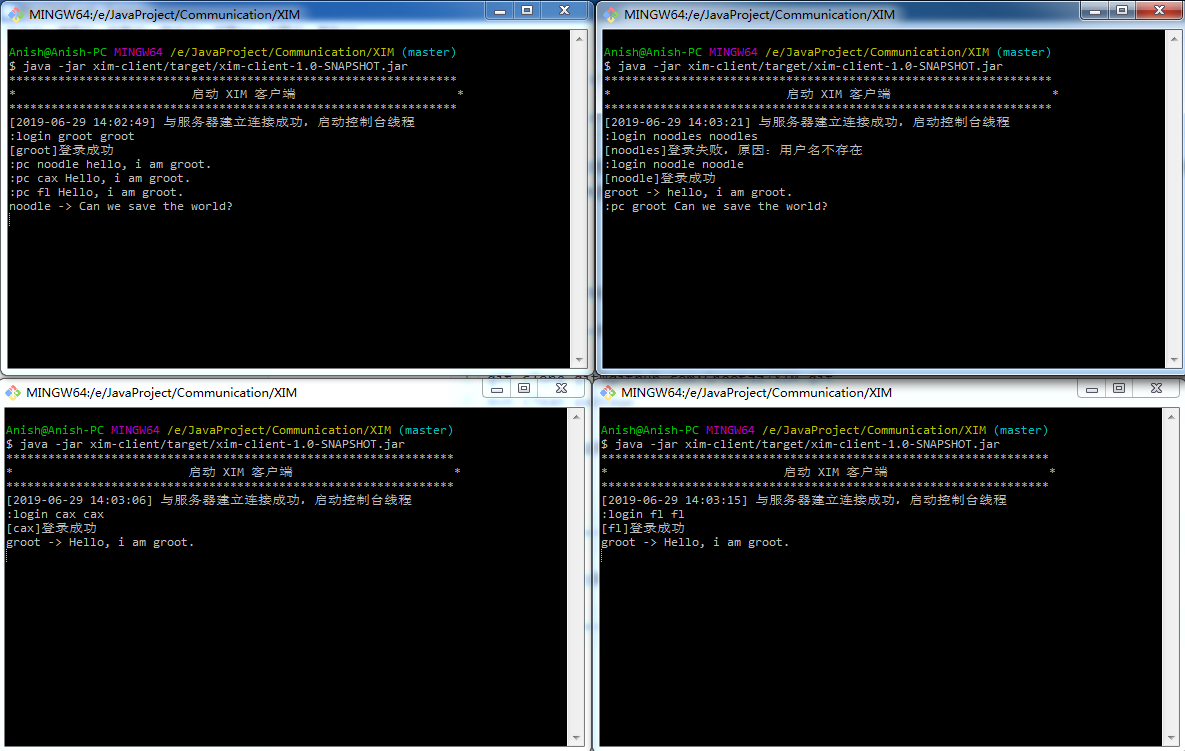 MINGW64:/e/JavaProject/Communication/XIM
Anish@Anish-PC MINGW64 /e/JavaProject/Communication/XIM (master)
$ java -jar xim-client/target/xim-client-1.0-SNAPSHOT.jar
****************************************************************
* 启动 XIM 客户端 *
****************************************************************
[2019-06-29 14:02:49] 与服务器建立连接成功，启动控制台线程
:login groot groot
[groot]登录成功
:pc noodle hello, i am groot.
:pc cax Hello, i am groot.
:pc fl Hello, i am groot.
noodle -> Can we save the world?
MINGW64:/e/JavaProject/Communication/XIM
Anish@Anish-PC MINGW64 /e/JavaProject/Communication/XIM (master)
$ java -jar xim-client/target/xim-client-1.0-SNAPSHOT.jar
****************************************************************
* 启动 XIM 客户端 *
****************************************************************
[2019-06-29 14:03:21] 与服务器建立连接成功，启动控制台线程
:login noodles noodles
[noodles]登录失败，原因：用户名不存在
:login noodle noodle
[noodle]登录成功
groot -> hello, i am groot.
:pc groot Can we save the world?
MINGW64:/e/JavaProject/Communication/XIM
Anish@Anish-PC MINGW64 /e/JavaProject/Communication/XIM (master)
$ java -jar xim-client/target/xim-client-1.0-SNAPSHOT.jar
****************************************************************
* 启动 XIM 客户端 *
****************************************************************
[2019-06-29 14:03:06] 与服务器建立连接成功，启动控制台线程
:login cax cax
[cax]登录成功
groot -> Hello, i am groot.
MINGW64:/e/JavaProject/Communication/XIM
Anish@Anish-PC MINGW64 /e/JavaProject/Communication/XIM (master)
$ java -jar xim-client/target/xim-client-1.0-SNAPSHOT.jar
****************************************************************
* 启动 XIM 客户端 *
****************************************************************
[2019-06-29 14:03:15] 与服务器建立连接成功，启动控制台线程
:login fl fl
[fl]登录成功
groot -> Hello, i am groot.